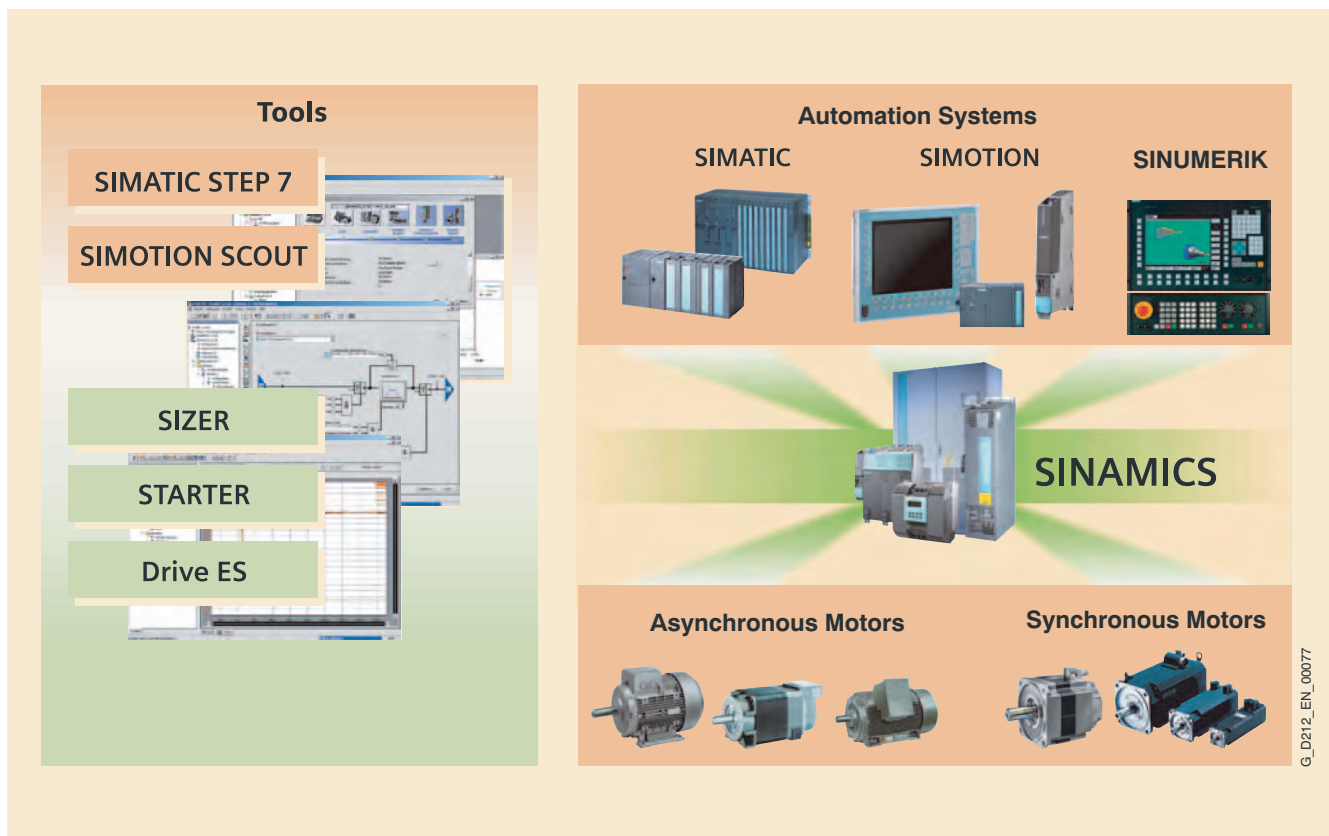 Tools
SIMATIC STEP 7
SIMOTION SCOUT
SIZER
STARTER
Drive ES
Automation Systems
SIMATIC
SIMOTION
SINUMERIK
SINAMICS
Asynchronous Motors
Synchronous Motors
G_D212_EN_00077